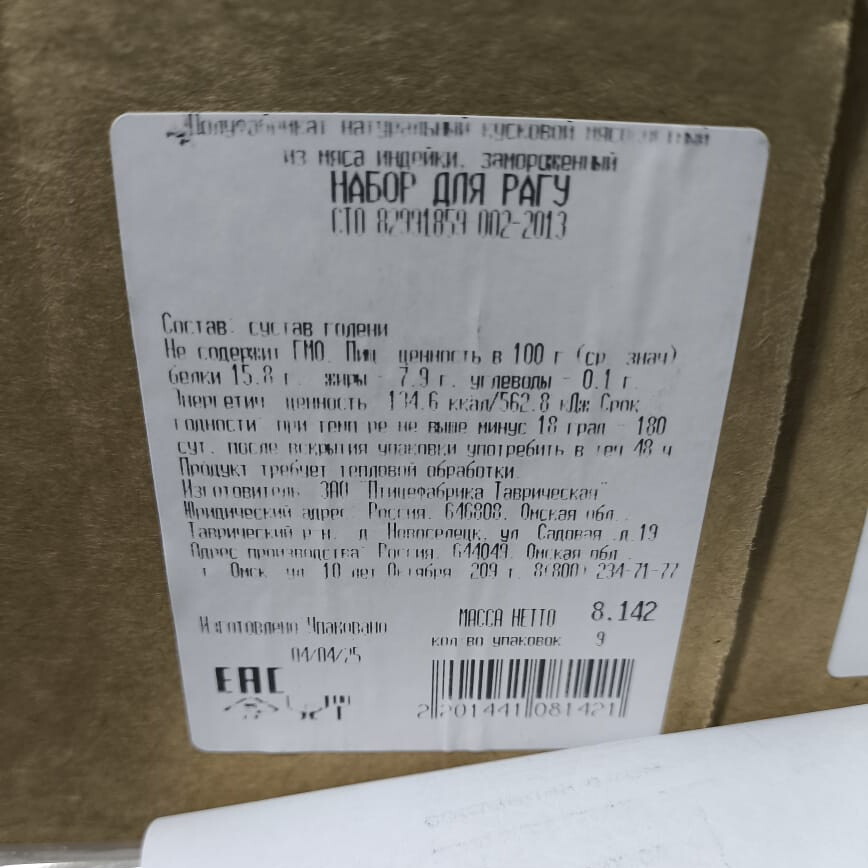 Полуфабрикат натуральный кусковой мясокостный
из мяса индейки, замороженный
НАБОР ДЛЯ РАГУ
СТО 82991859 002-2013
Состав: сустав голени
Не содержит ГМО. Пищ ценность в 100 г (ср. знач)
белки 15.8 г. жиры - 7.9 г. углеводы - 0.1 г.
Энергетич ценность 134.6 ккал/562.8 кДж Срок
годности при темп ре не выше минус 18 град - 180
сут. после вскрытия упаковки употребить в теч 48 ч
Продукт требует тепловой обработки.
Изготовитель ЗАО "Птицефабрика Таврическая"
Юридический адрес Россия. 646808. Омская обл.
Таврический р н. д Новоселецк, ул Садовая д.19
Адрес производства Россия. 644049. Омская обл
г Омск ул 10 лет Октября 209 г. 8(800) 234-71-77
МАССА НЕТТО 8.142
Изготовлено Упаковано
кол во упаковок 9
04/04/25
EAC
2 201441 081421